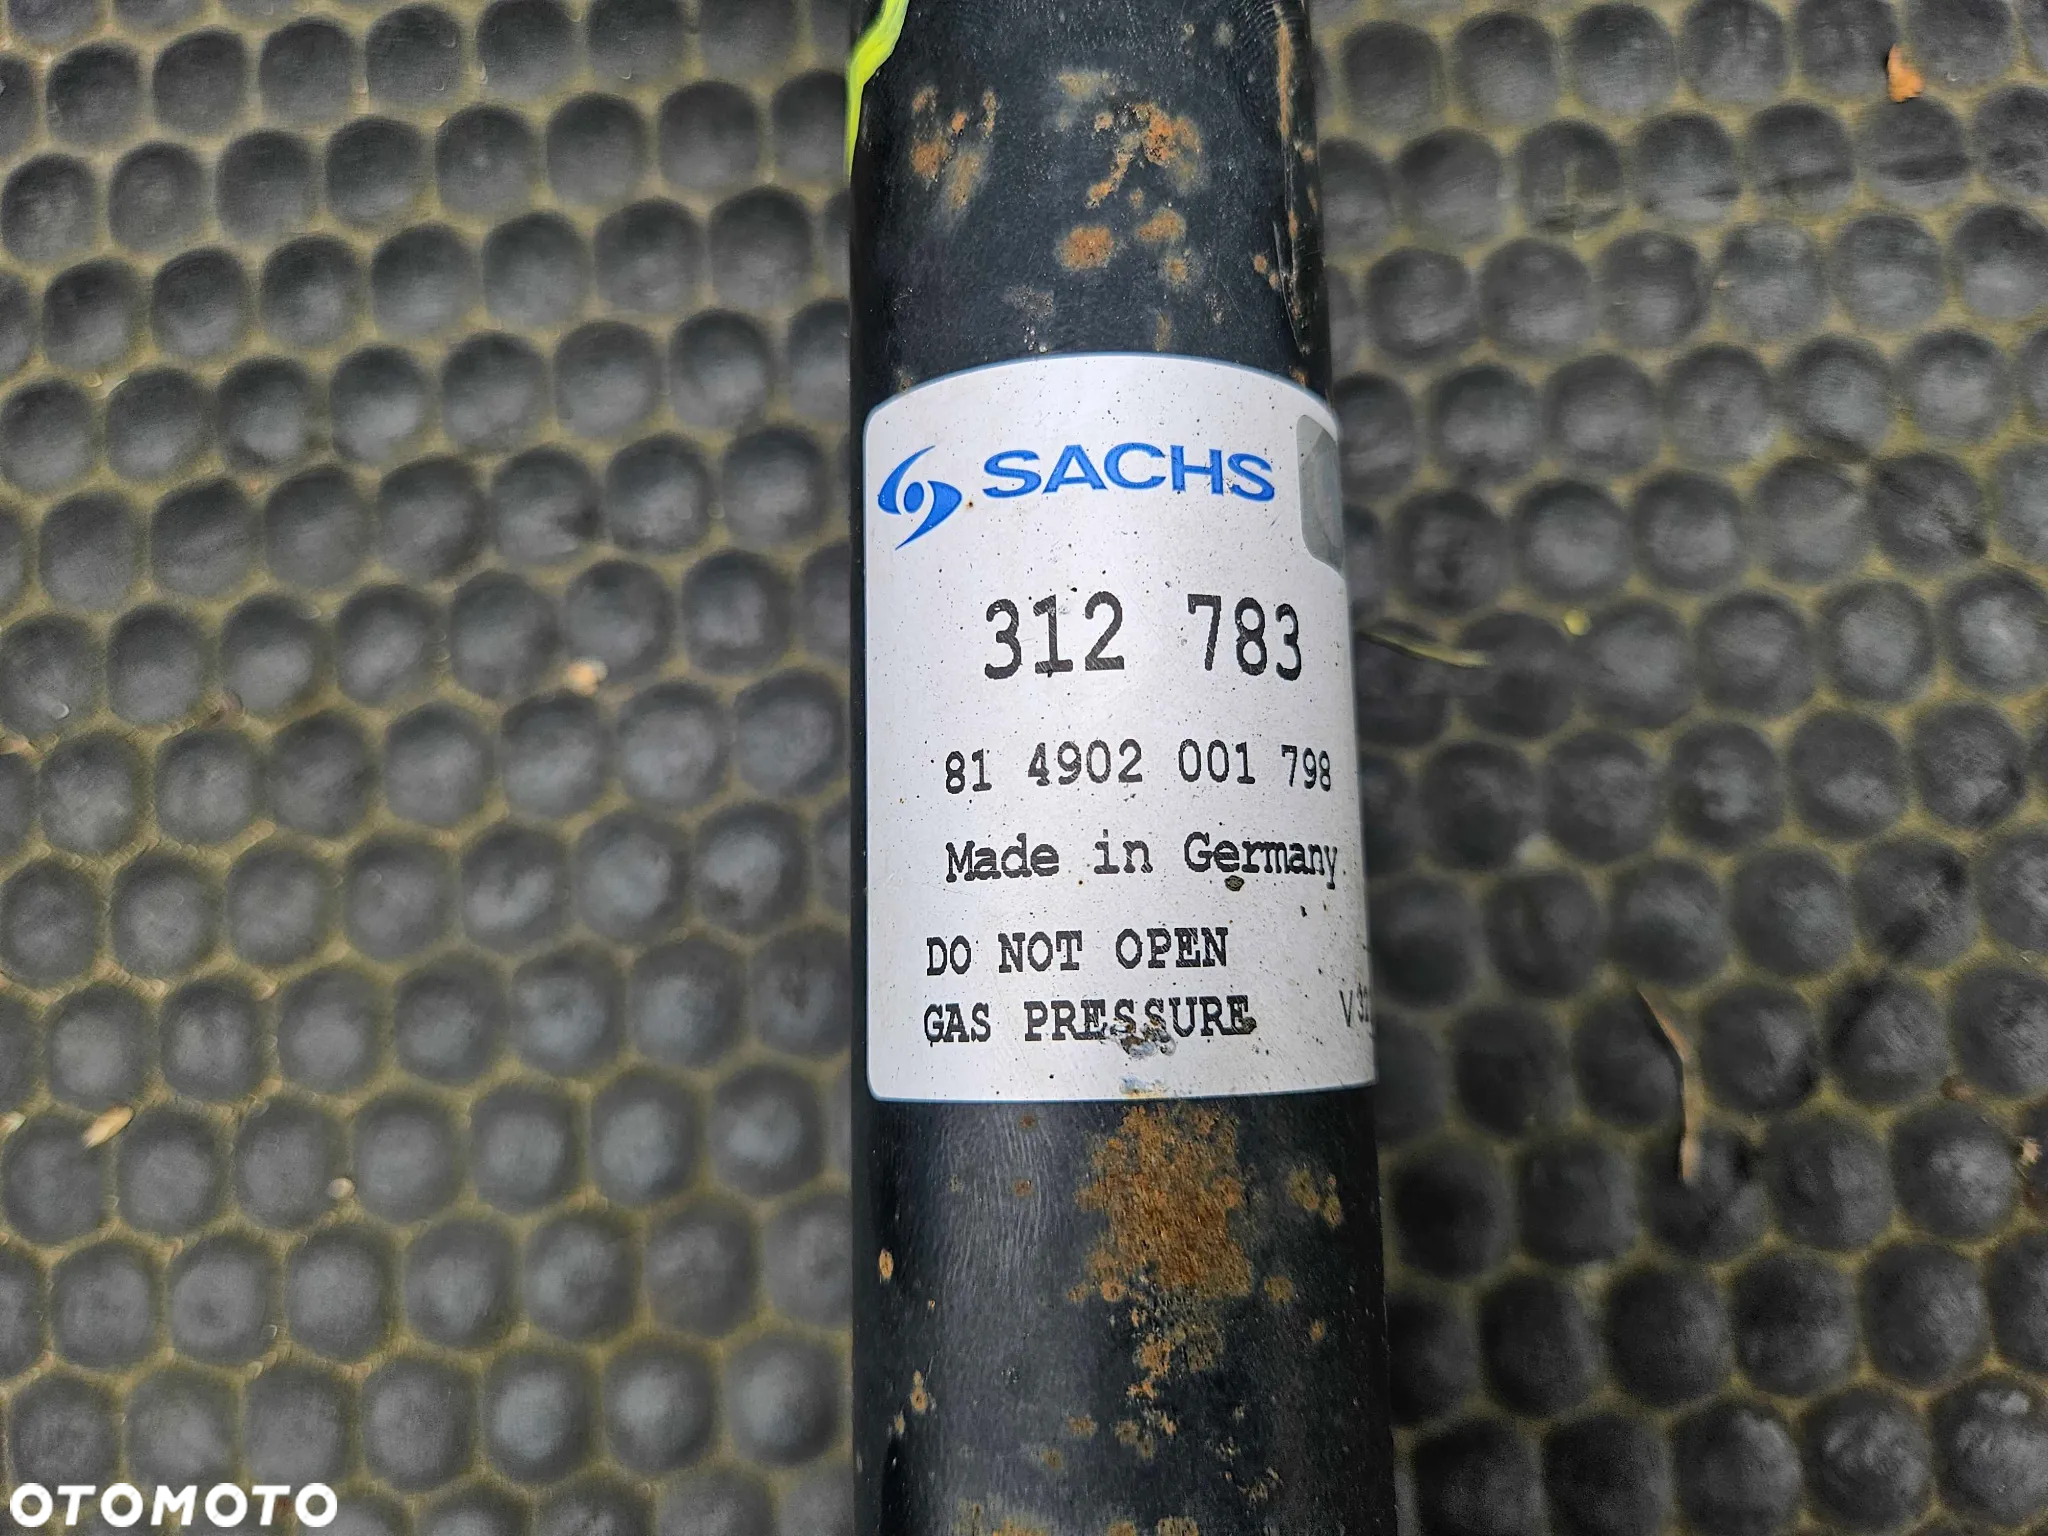 SACHS
312 783
81 4902 001 798
Made in Germany
DO NOT OPEN
GAS PRESSURE
OTOMOTO